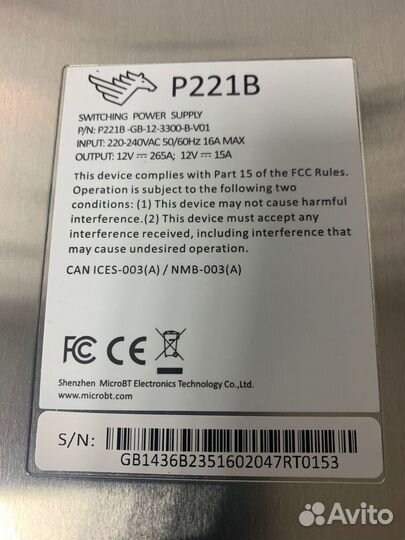 P221B
SWITCHING POWER SUPPLY
P/N: P221B -GB-12-3300-B-V01
INPUT: 220-240VAC 50/60HZ 16A MAX
OUTPUT: 12V ⎓ 265A; 12V ⎓ 15A
This device complies with Part 15 of the FCC Rules.
Operation is subject to the following two
conditions: (1) This device may not cause harmful
interference.(2) This device must accept any
interference received, including interference that
may cause undesired operation.
CAN ICES-003(A) / NMB-003(A)
FC CE
Shenzhen MicroBT Electronics Technology Co.,Ltd.
www.microbt.com
S/N:
GB1436B2351602047RT0153
Avito